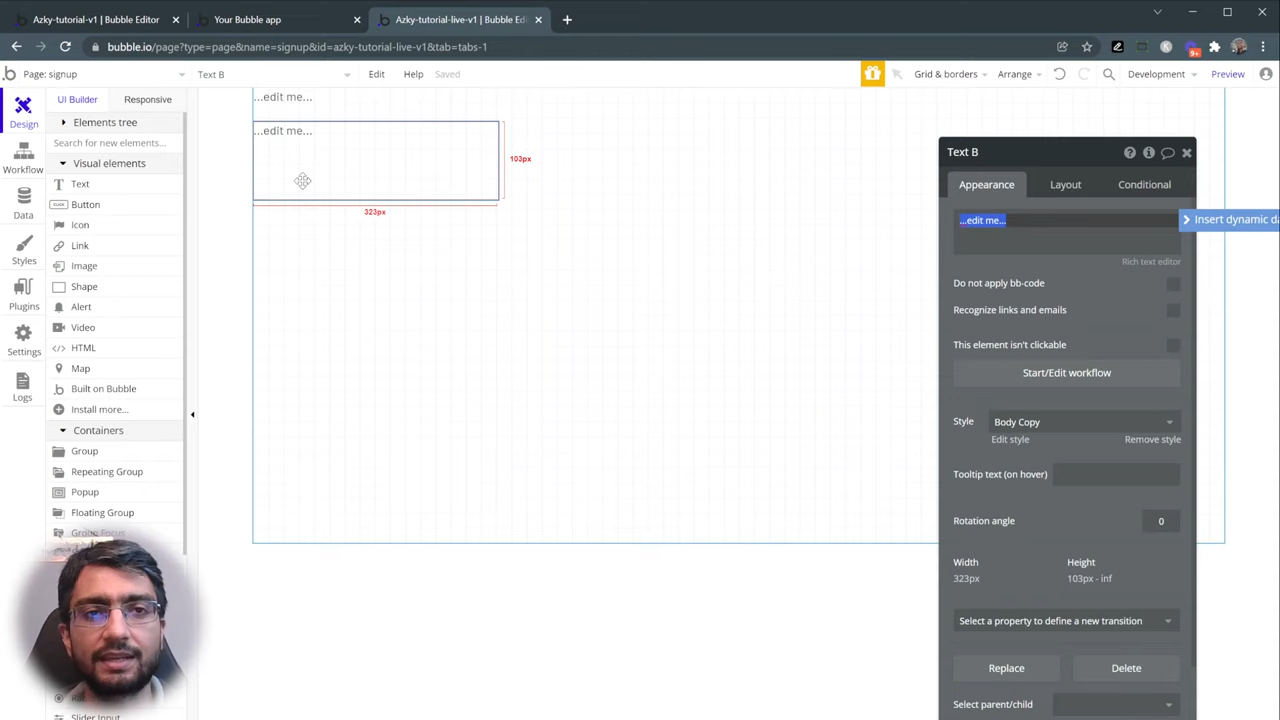 Azky-tutorial-v1 | Bubble Editor
Your Bubble app
Azky-tutorial-live-v1 | Bubble Edi
bubble.io/page?type=page&name=signup&id=azky-tutorial-live-v1&tab=tabs-1
9+
Page: signup
Text B
Edit
Help
Saved
Grid & borders
Arrange
Development
Preview
Design
Workflow
Data
Styles
Plugins
Settings
Logs
UI Builder
Responsive
Elements tree
Search for new elements...
Visual elements
Text
CLICK
Button
Icon
Link
Image
Shape
Alert
Video
</> HTML
Map
Built on Bubble
Install more...
Containers
Group
Repeating Group
Popup
Floating Group
Group Focus
Slider Input
...edit me...
...edit me...
103px
323px
Text B
Appearance
Layout
Conditional
...edit me...
Insert dynamic da
Rich text editor
Do not apply bb-code
Recognize links and emails
This element isn't clickable
Start/Edit workflow
Style
Body Copy
Edit style
Remove style
Tooltip text (on hover)
Rotation angle
0
Width
Height
323px
103px - inf
Select a property to define a new transition
Replace
Delete
Select parent/child